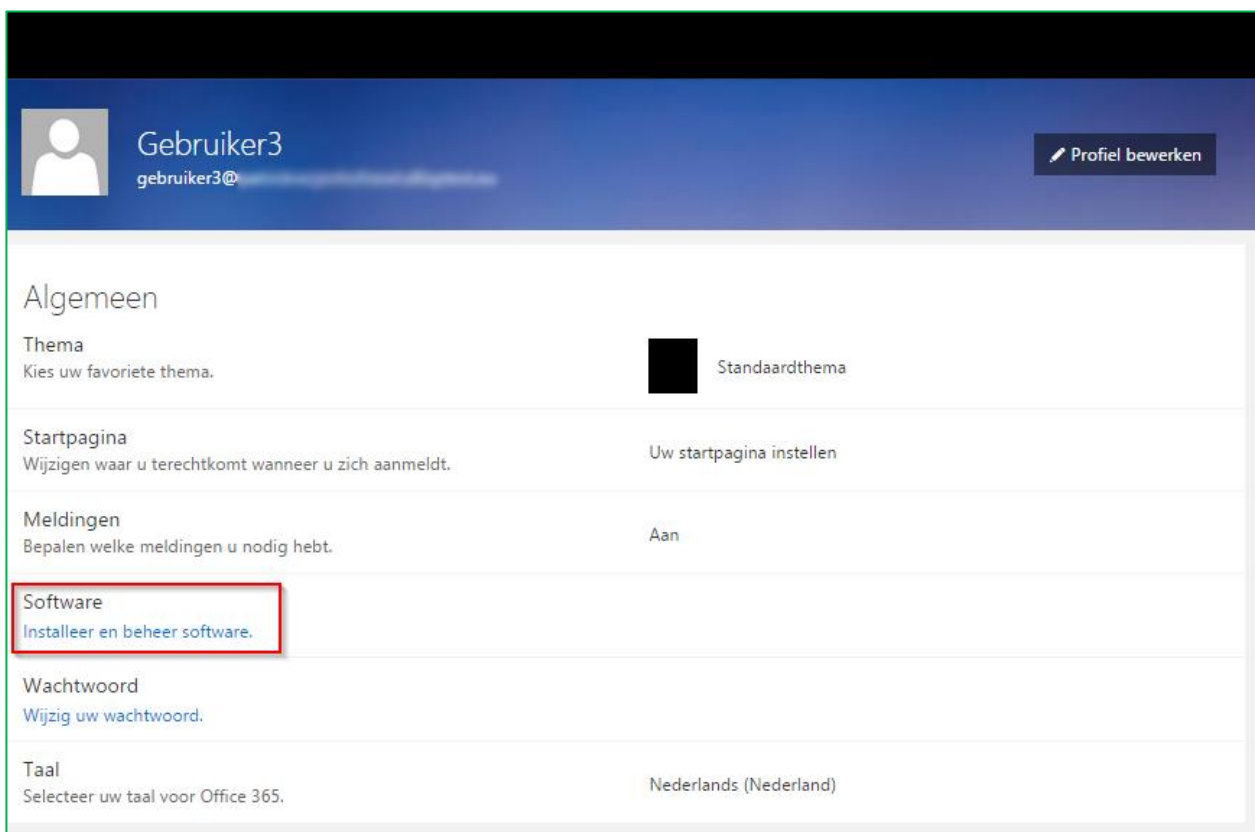 Gebruiker3
gebruiker3@
Profiel bewerken
Algemeen
Thema
Kies uw favoriete thema.
Standaardthema
Startpagina
Wijzigen waar u terechtkomt wanneer u zich aanmeldt.
Uw startpagina instellen
Meldingen
Bepalen welke meldingen u nodig hebt.
Aan
Software
Installeer en beheer software.
Wachtwoord
Wijzig uw wachtwoord.
Taal
Selecteer uw taal voor Office 365.
Nederlands (Nederland)